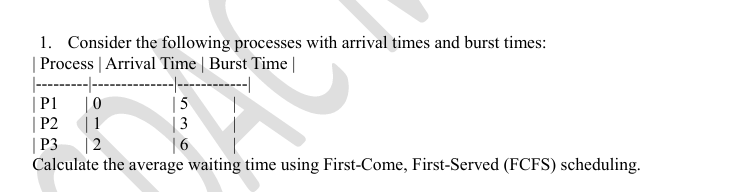 1. Consider the following processes with arrival times and burst times:
| Process | Arrival Time | Burst Time |
|---------|--------------|------------|
| P1 | 0 | 5 |
| P2 | 1 | 3 |
| P3 | 2 | 6 |
Calculate the average waiting time using First-Come, First-Served (FCFS) scheduling.